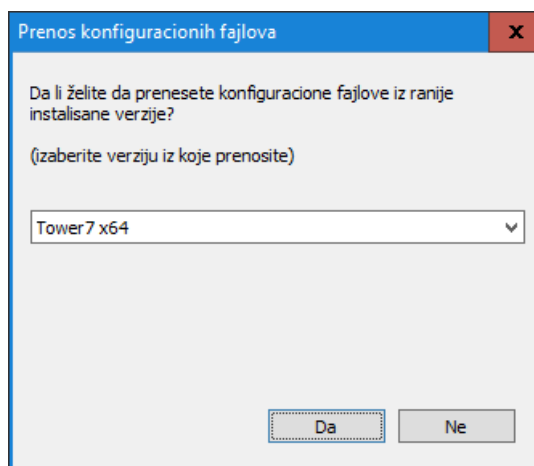 Prenos konfiguracionih fajlova
Da li želite da prenesete konfiguracione fajlove iz ranije
instalisane verzije?
(izaberite verziju iz koje prenosite)
Tower7 x64
Da
Ne